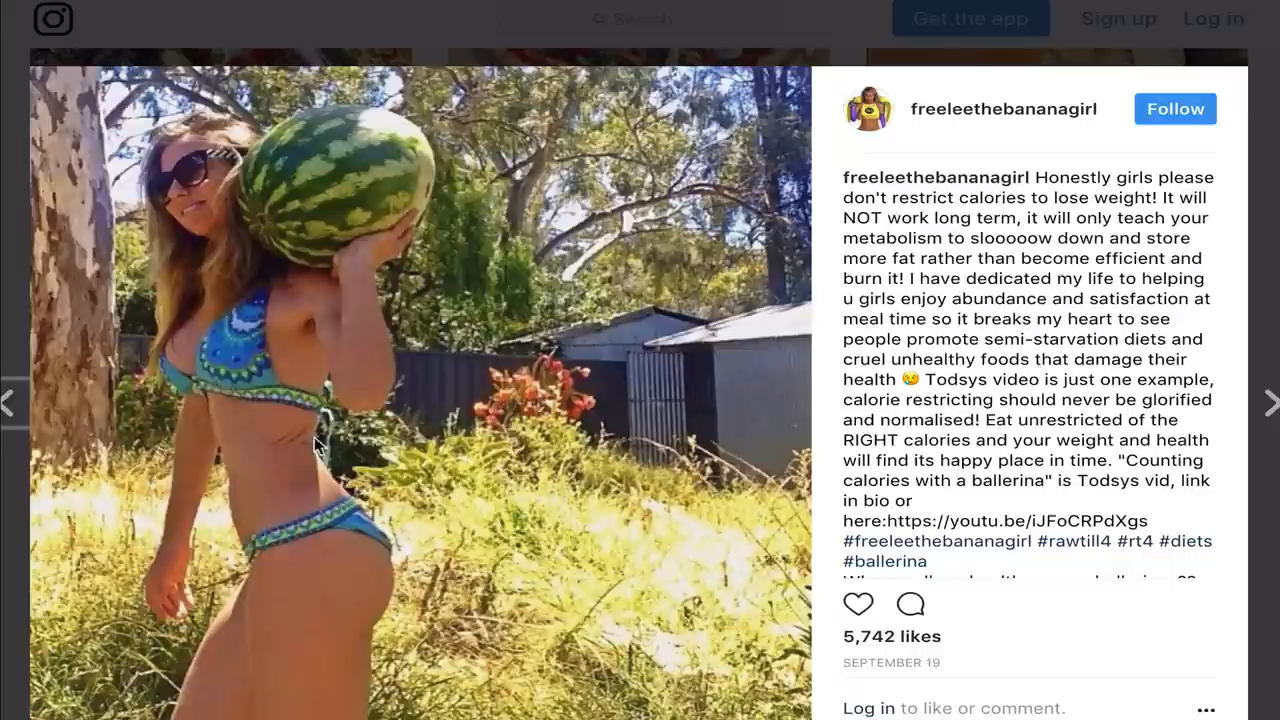 Search
Get the app
Sign up
Log in
freeleethebananagirl
Follow
freeleethebananagirl Honestly girls please
don't restrict calories to lose weight! It will
NOT work long term, it will only teach your
metabolism to slooooow down and store
more fat rather than become efficient and
burn it! I have dedicated my life to helping
u girls enjoy abundance and satisfaction at
meal time so it breaks my heart to see
people promote semi-starvation diets and
cruel unhealthy foods that damage their
health 😢 Todsys video is just one example,
calorie restricting should never be glorified
and normalised! Eat unrestricted of the
RIGHT calories and your weight and health
will find its happy place in time. "Counting
calories with a ballerina" is Todsys vid, link
in bio or
here:https://youtu.be/iJFoCRPdXgs
#freeleethebananagirl #rawtill4 #rt4 #diets
#ballerina
5,742 likes
SEPTEMBER 19
Log in to like or comment.